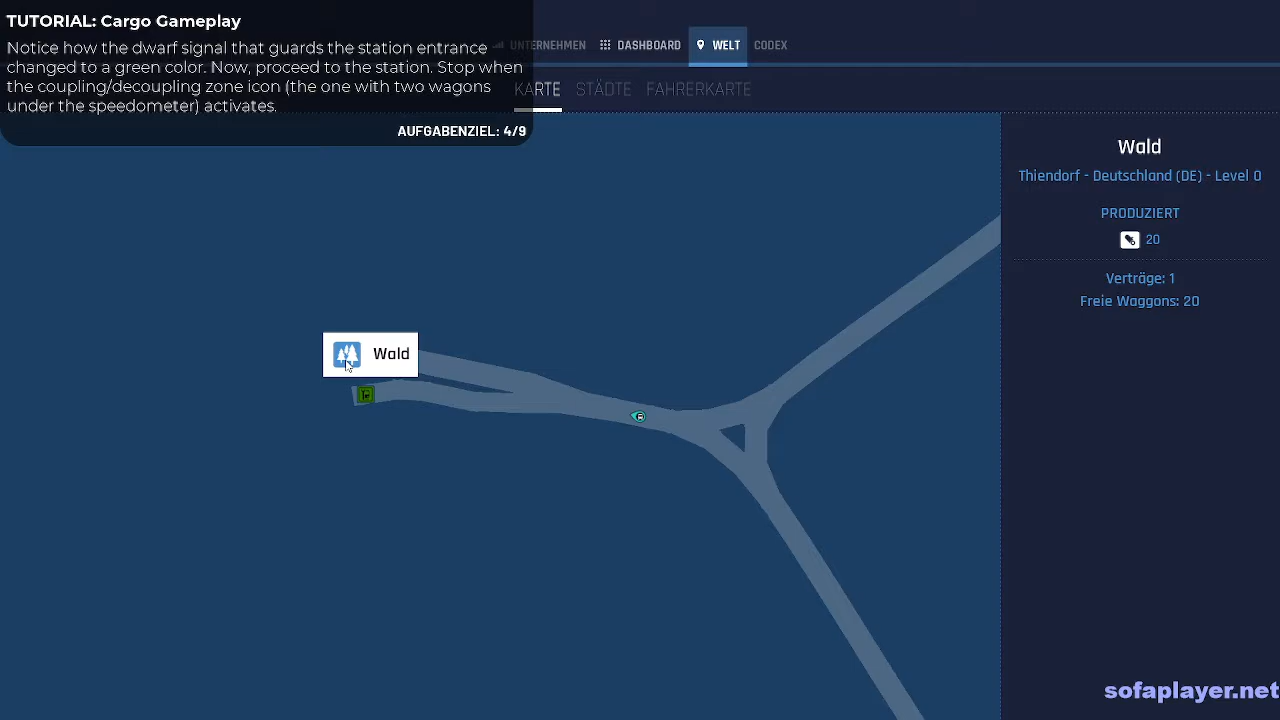 TUTORIAL: Cargo Gameplay
Notice how the dwarf signal that guards the station entrance
changed to a green color. Now, proceed to the station. Stop when
the coupling/decoupling zone icon (the one with two wagons
under the speedometer) activates.
AUFGABENZIEL: 4/9
UNTERNEHMEN
DASHBOARD
WELT
CODEX
KARTE
STÄDTE
FAHRERKARTE
Wald
Wald
Thiendorf - Deutschland (DE) - Level 0
PRODUZIERT
20
Verträge: 1
Freie Waggons: 20
sofaplayer.net